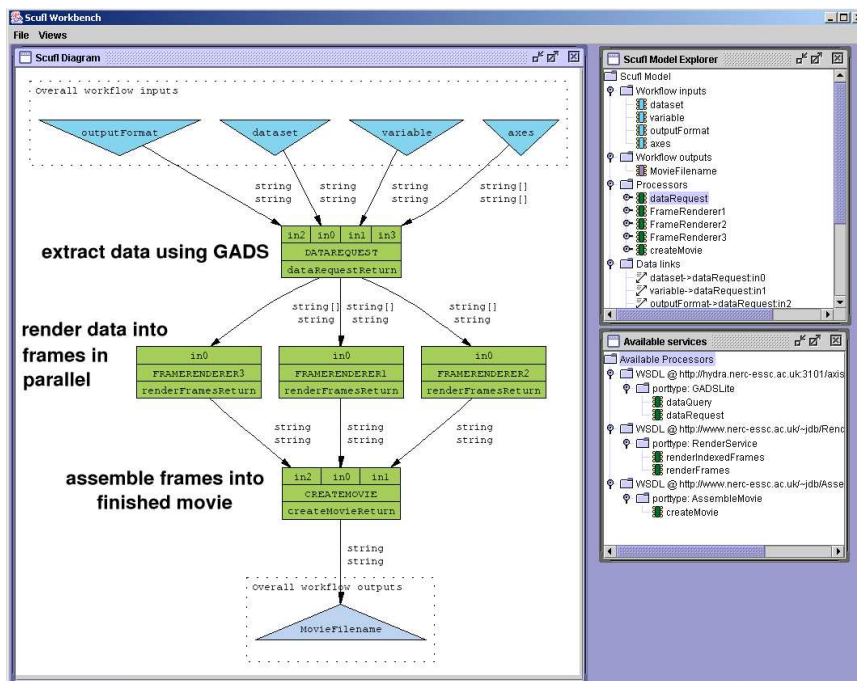 Scufl Workbench
File Views
Scufl Diagram
Overall workflow inputs
outputFormat dataset variable axes
string string string string[]
string string string string[]
in2 in0 in1 in3
DATAREQUEST
dataRequestReturn
extract data using GADS
string[] string[] string[]
string string string
render data into
frames in
parallel
in0 in0 in0
FRAMERENDERER3 FRAMERENDERER1 FRAMERENDERER2
renderFramesReturn renderFramesReturn renderFramesReturn
string string string
string string string
assemble frames into
finished movie
in2 in0 in1
CREATEMOVIE
createMovieReturn
string
string
Overall workflow outputs
MovieFilename
Scufl Model Explorer
Scufl Model
Workflow inputs
dataset
variable
outputFormat
axes
Workflow outputs
MovieFilename
Processors
dataRequest
FrameRenderer1
FrameRenderer2
FrameRenderer3
createMovie
Data links
dataset->dataRequest:in0
variable->dataRequest:in1
outputFormat->dataRequest:in2
Available services
Available Processors
WSDL @ http://hydra.nerc-essc.ac.uk:3101/axis
porttype: GADSLite
dataQuery
dataRequest
WSDL @ http://www.nerc-essc.ac.uk/~jdb/Rend
porttype: RenderService
renderIndexedFrames
renderFrames
WSDL @ http://www.nerc-essc.ac.uk/~jdb/Asse
porttype: AssembleMovie
createMovie